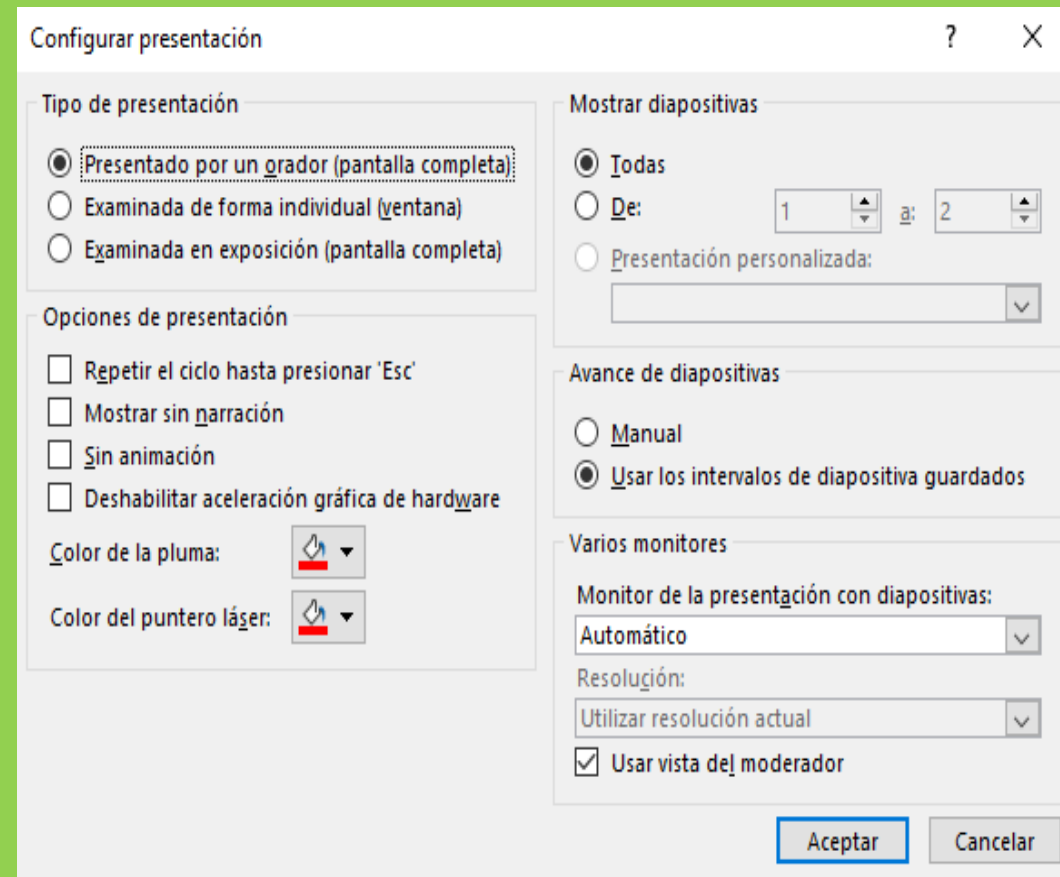 Configurar presentación
?
X
Tipo de presentación
Presentado por un orador (pantalla completa)
Examinada de forma individual (ventana)
Examinada en exposición (pantalla completa)
Opciones de presentación
Repetir el ciclo hasta presionar 'Esc'
Mostrar sin narración
Sin animación
Deshabilitar aceleración gráfica de hardware
Color de la pluma:
Color del puntero láser:
Mostrar diapositivas
Todas
De: 1 a: 2
Presentación personalizada:
Avance de diapositivas
Manual
Usar los intervalos de diapositiva guardados
Varios monitores
Monitor de la presentación con diapositivas:
Automático
Resolución:
Utilizar resolución actual
Usar vista del moderador
Aceptar Cancelar